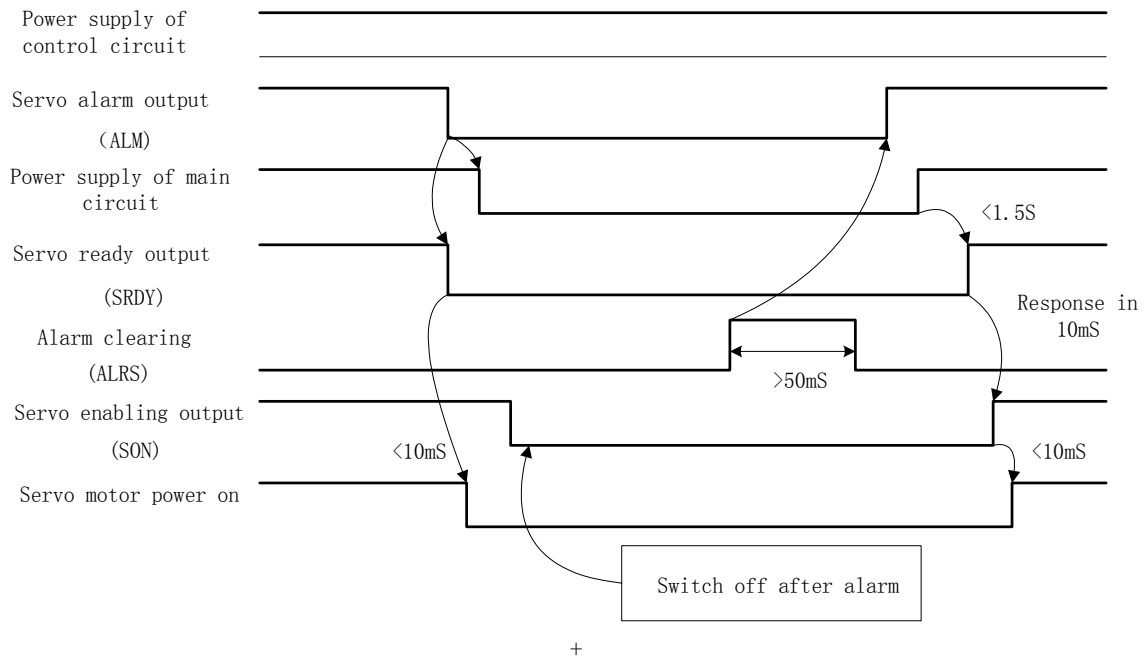 Power supply of
control circuit
Servo alarm output
(ALM)
Power supply of main
circuit
<1.5S
Servo ready output
(SRDY)
Response in
10mS
Alarm clearing
(ALRS)
>50mS
Servo enabling output
(SON)
<10mS
<10mS
Servo motor power on
Switch off after alarm
+